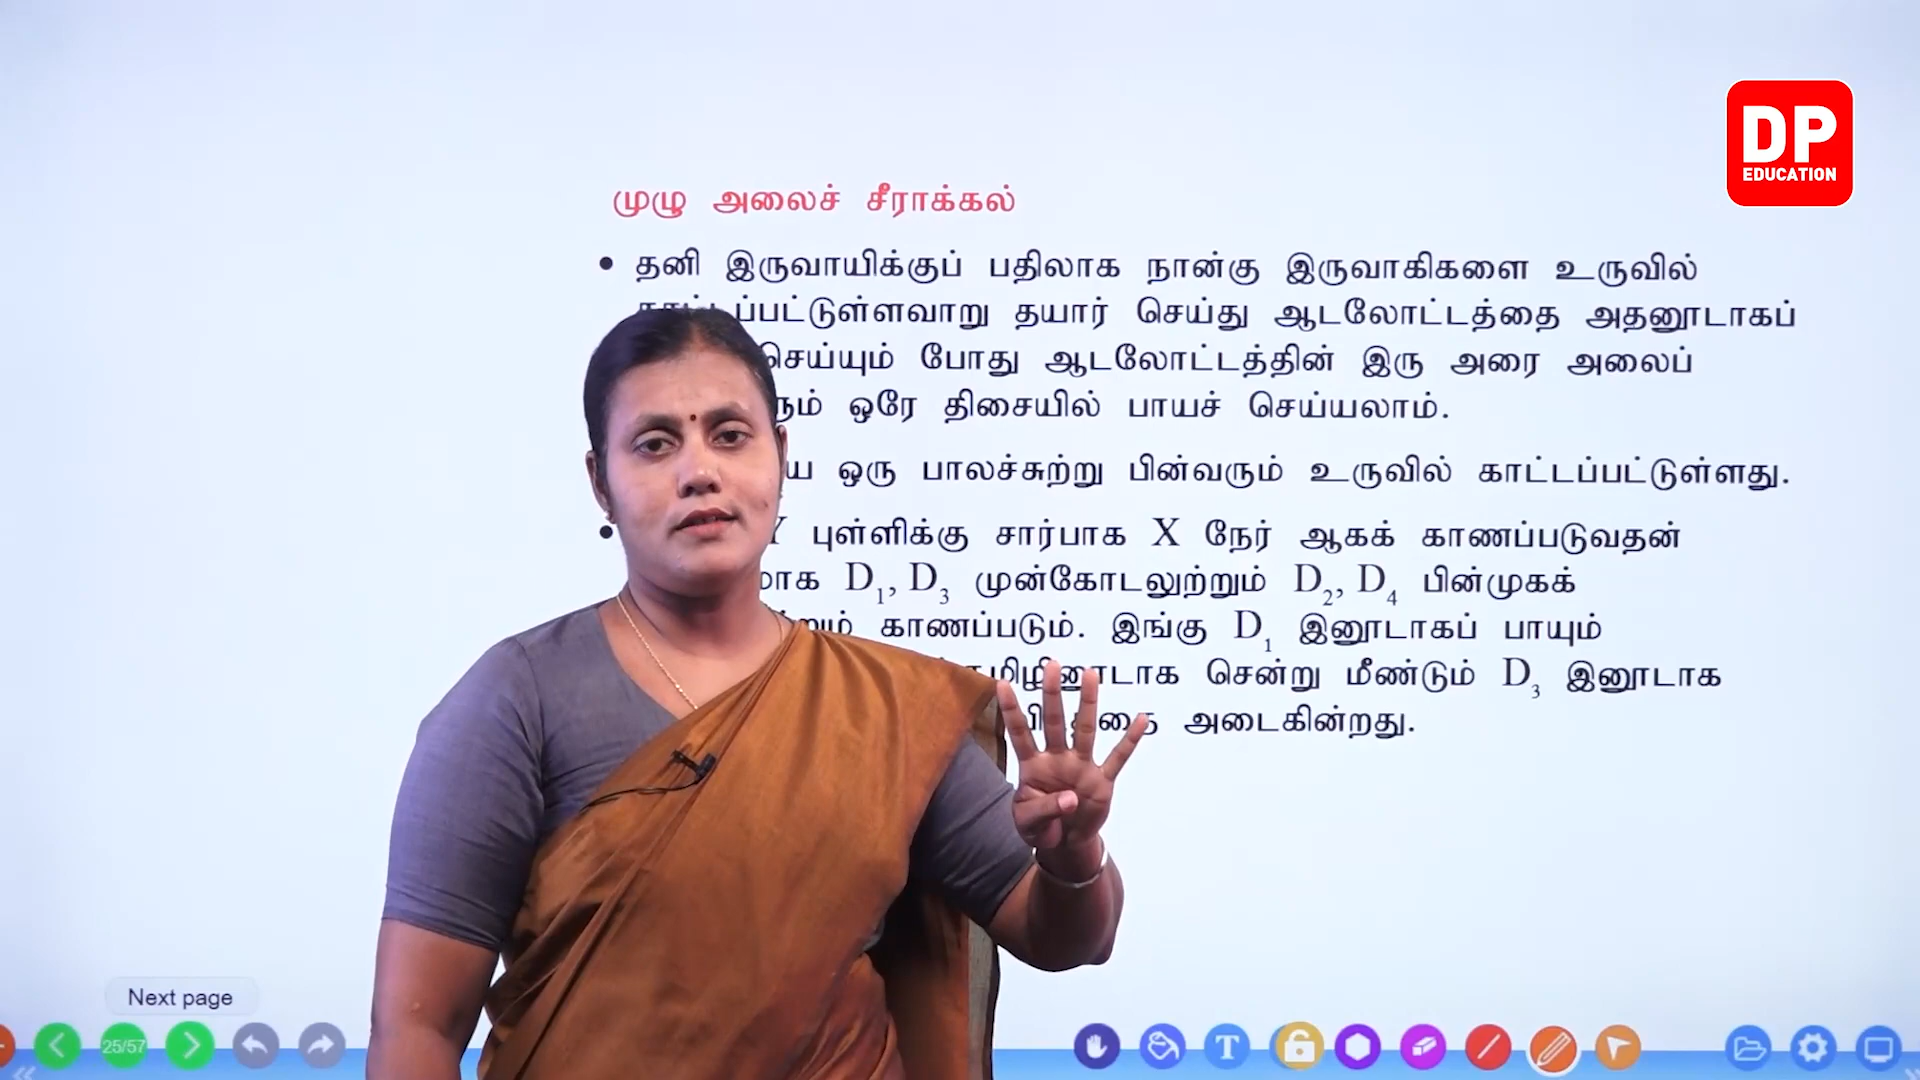 DP
EDUCATION
முழு அலைச் சீராக்கல்
• தனி இருவாயிக்குப் பதிலாக நான்கு இருவாகிகளை உருவில்
தயார் செய்து ஆடலோட்டத்தை அதனூடாகப்
செய்யும் போது ஆடலோட்டத்தின் இரு அரை அலைப்
ஒரே திசையில் பாயச் செய்யலாம்.
ஒரு பாலச்சுற்று பின்வரும் உருவில் காட்டப்பட்டுள்ளது.
• Y புள்ளிக்கு சார்பாக X நேர் ஆகக் காணப்படுவதன்
D1, D3 முன்கோடலுற்றும் D2, D4 பின்முகக்
காணப்படும். இங்கு D1 இனூடாகப் பாயும்
சென்று மீண்டும் D3 இனூடாக
அடைகின்றது.
Next page
25/57
T